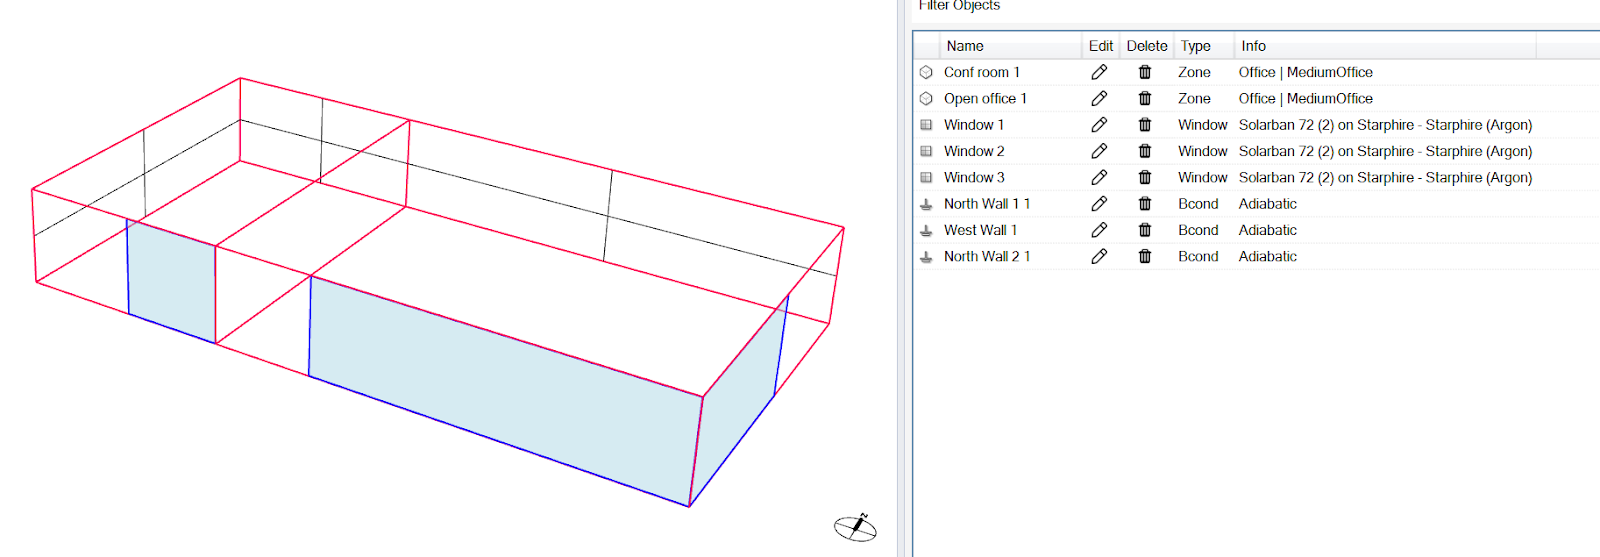 Filter Objects
Name Edit Delete Type Info
Conf room 1 Zone Office | MediumOffice
Open office 1 Zone Office | MediumOffice
Window 1 Window Solarban 72 (2) on Starphire - Starphire (Argon)
Window 2 Window Solarban 72 (2) on Starphire - Starphire (Argon)
Window 3 Window Solarban 72 (2) on Starphire - Starphire (Argon)
North Wall 1 1 Bcond Adiabatic
West Wall 1 Bcond Adiabatic
North Wall 2 1 Bcond Adiabatic
N